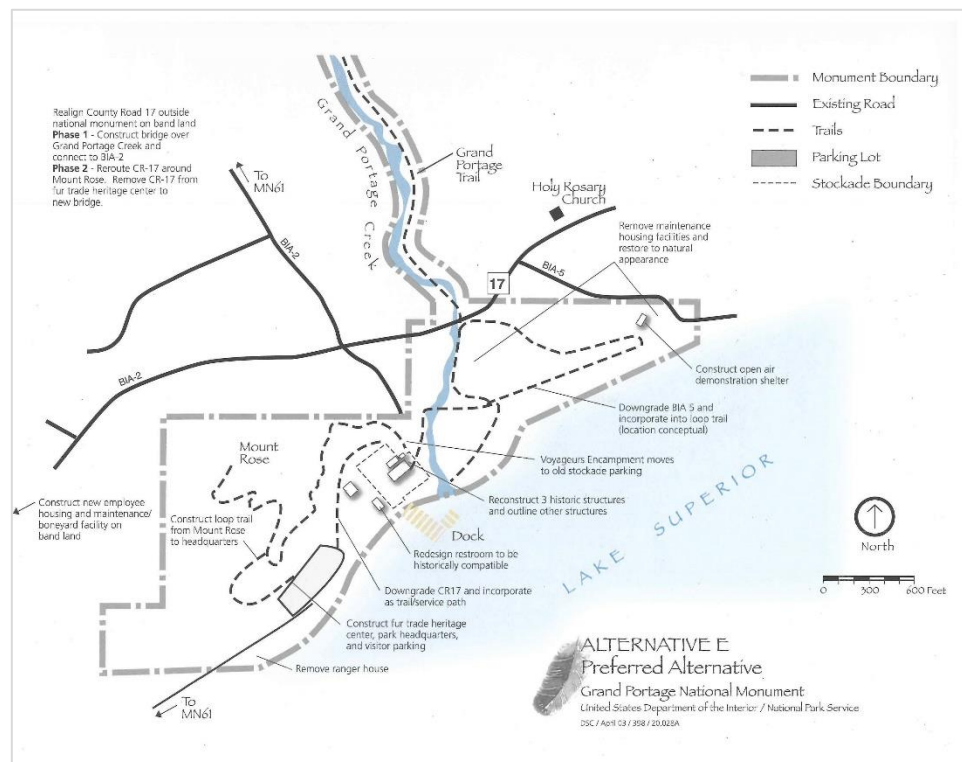 Realign County Road 17 outside
national monument on band land
Phase 1 - Construct bridge over
Grand Portage Creek and
connect to BIA-2
Phase 2 - Reroute CR-17 around
Mount Rose. Remove CR-17 from
fur trade heritage center to
new bridge.
To
MN61
BIA-2
Grand Portage Creek
Grand
Portage
Trail
Holy Rosary
Church
Monument Boundary
Existing Road
Trails
Parking Lot
Stockade Boundary
Remove maintenance
housing facilities and
restore to natural
appearance
17
BIA-5
BIA-2
Construct open air
demonstration shelter
Downgrade BIA 5 and
incorporate into loop trail
(location conceptual)
Mount
Rose
Voyageurs Encampment moves
to old stockade parking
Reconstruct 3 historic structures
and outline other structures
Construct new employee
housing and maintenance/
boneyard facility on
band land
Construct loop trail
from Mount Rose
to headquarters
Dock
Redesign restroom to be
historically compatible
LAKE SUPERIOR
North
0 300 600 Feet
Downgrade CR17 and incorporate
as trail/service path
Construct fur trade heritage
center, park headquarters,
and visitor parking
Remove ranger house
To
MN61
ALTERNATIVE E
Preferred Alternative
Grand Portage National Monument
United States Department of the Interior / National Park Service
DSC / April 03 / 398 / 20,028A